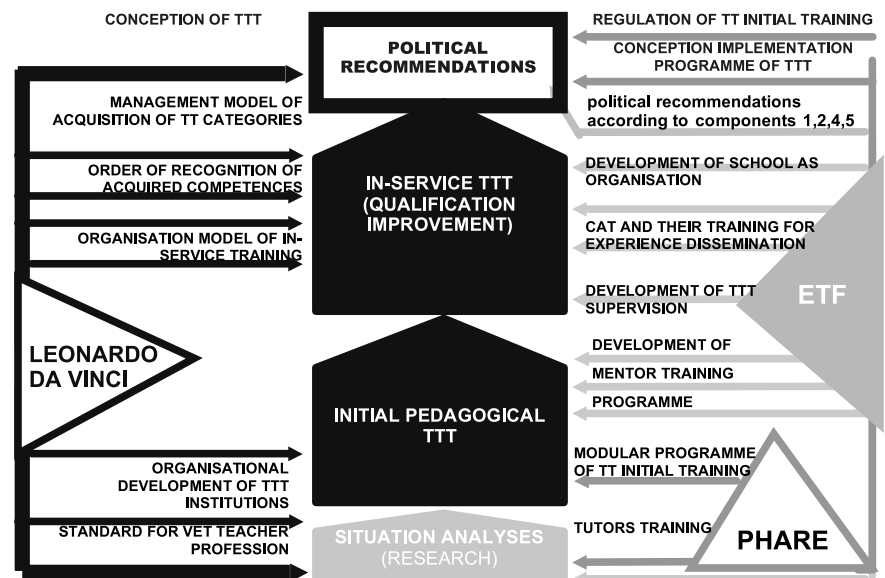 CONCEPTION OF TTT
MANAGEMENT MODEL OF
ACQUISITION OF TT CATEGORIES
ORDER OF RECOGNITION OF
ACQUIRED COMPETENCES
ORGANISATION MODEL OF IN-
SERVICE TRAINING
LEONARDO
DA VINCI
ORGANISATIONAL
DEVELOPMENT OF TTT
INSTITUTIONS
STANDARD FOR VET TEACHER
PROFESSION
POLITICAL
RECOMMENDATIONS
IN-SERVICE TTT
(QUALIFICATION
IMPROVEMENT)
INITIAL PEDAGOGICAL
TTT
SITUATION ANALYSES
(RESEARCH)
REGULATION OF TT INITIAL TRAINING
CONCEPTION IMPLEMENTATION
PROGRAMME OF TTT
political recommendations
according to components 1,2,4,5
DEVELOPMENT OF SCHOOL AS
ORGANISATION
CAT AND THEIR TRAINING FOR
EXPERIENCE DISSEMINATION
DEVELOPMENT OF TTT
SUPERVISION
ETF
DEVELOPMENT OF
MENTOR TRAINING
PROGRAMME
MODULAR PROGRAMME
OF TT INITIAL TRAINING
TUTORS TRAINING
PHARE